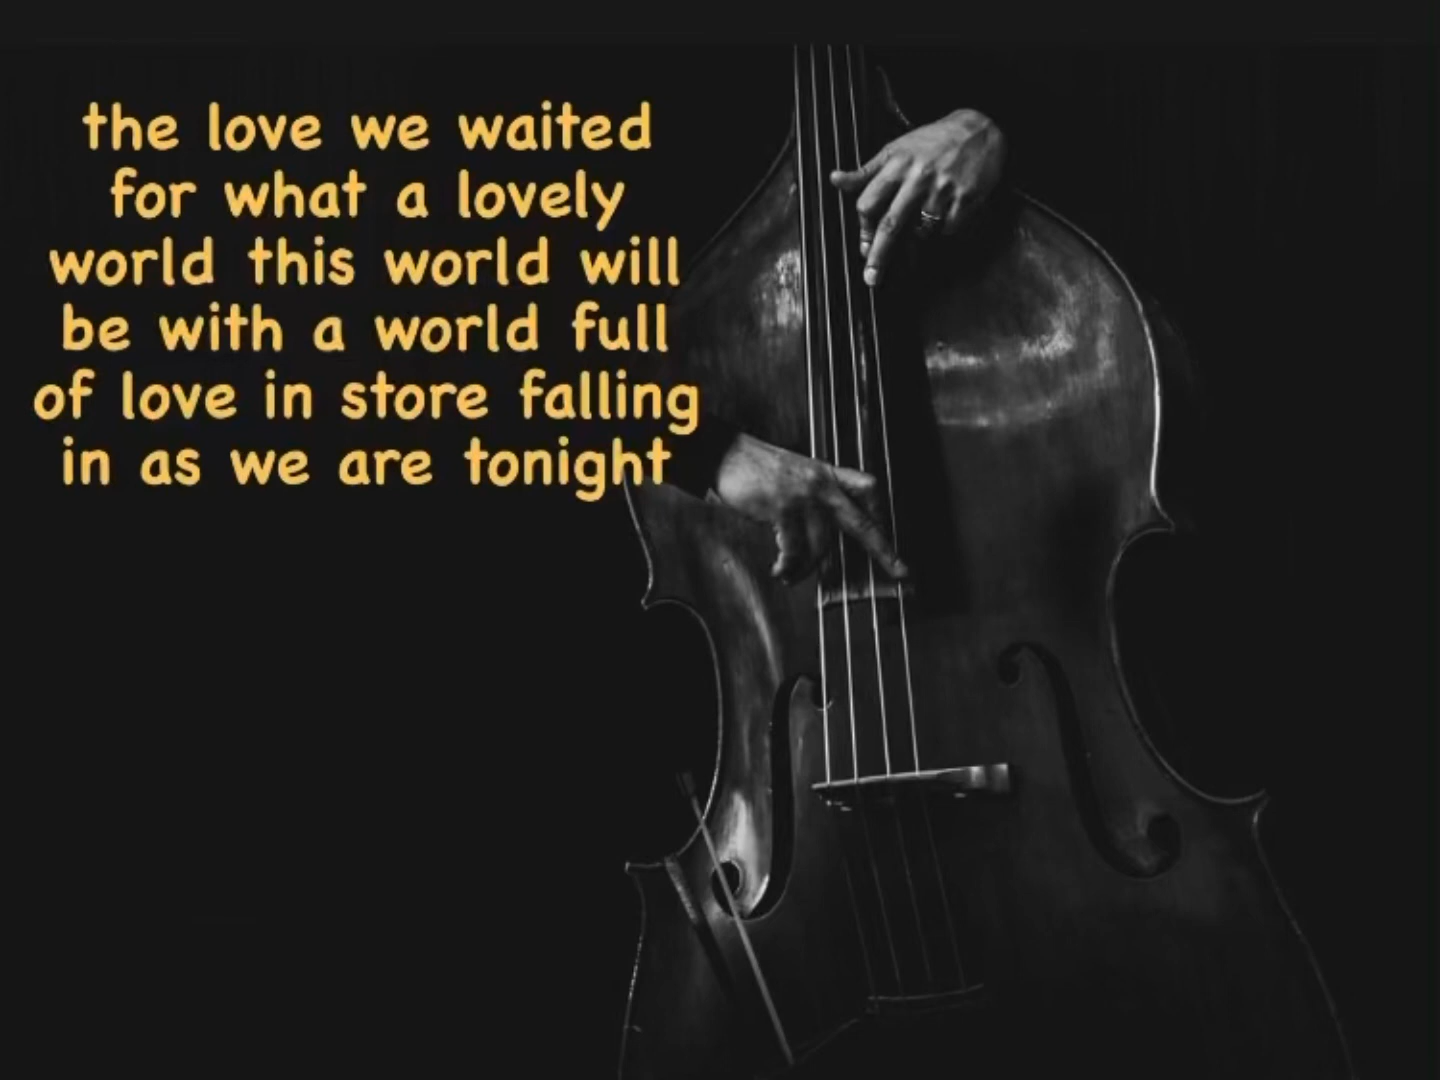 the love we waited
for what a lovely
world this world will
be with a world full
of love in store falling
in as we are tonight